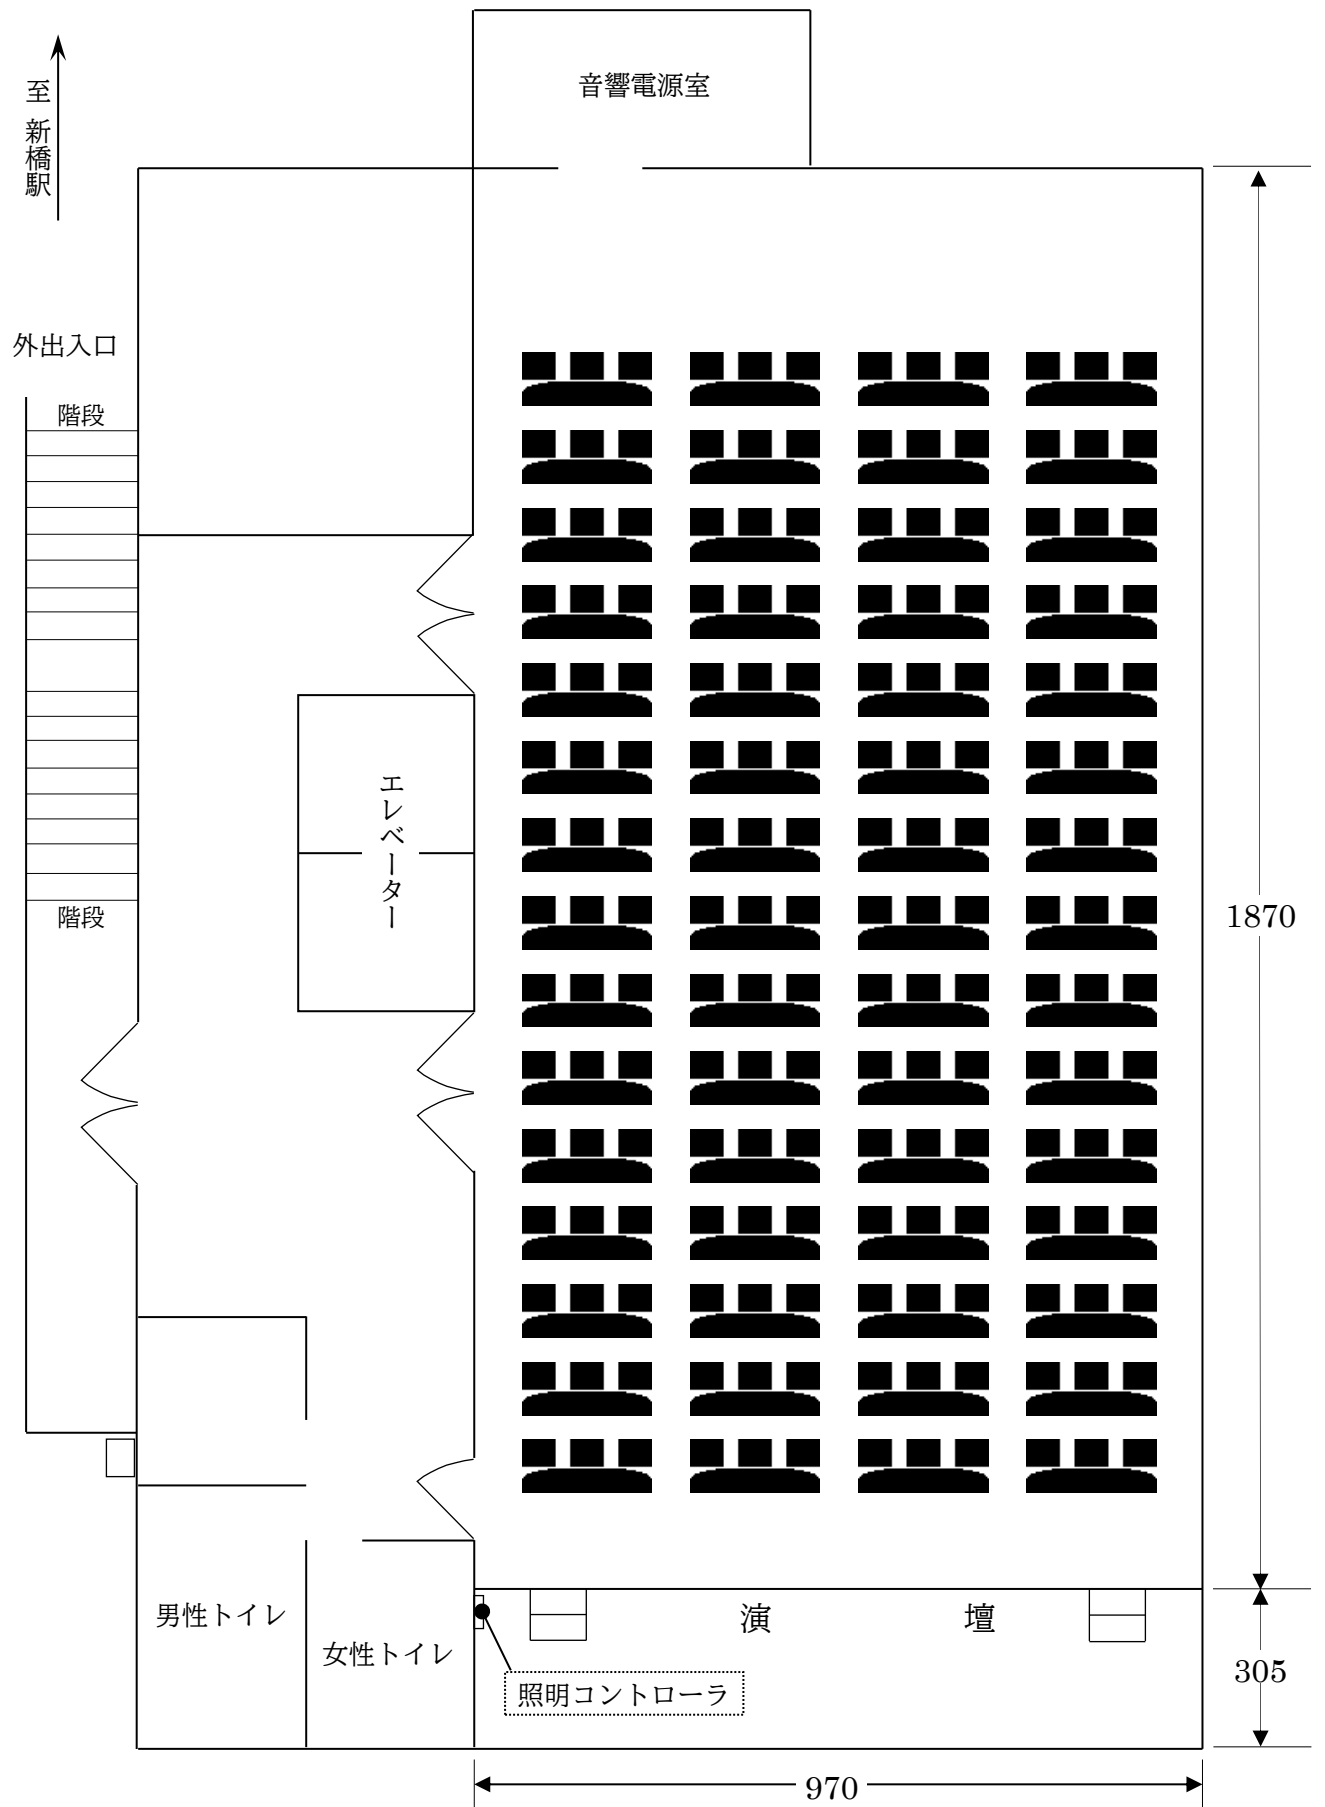 音響電源室
至 新橋駅
外出入口
階段
エレベーター
階段
1870
男性トイレ
女性トイレ
演 壇
照明コントローラ
305
970